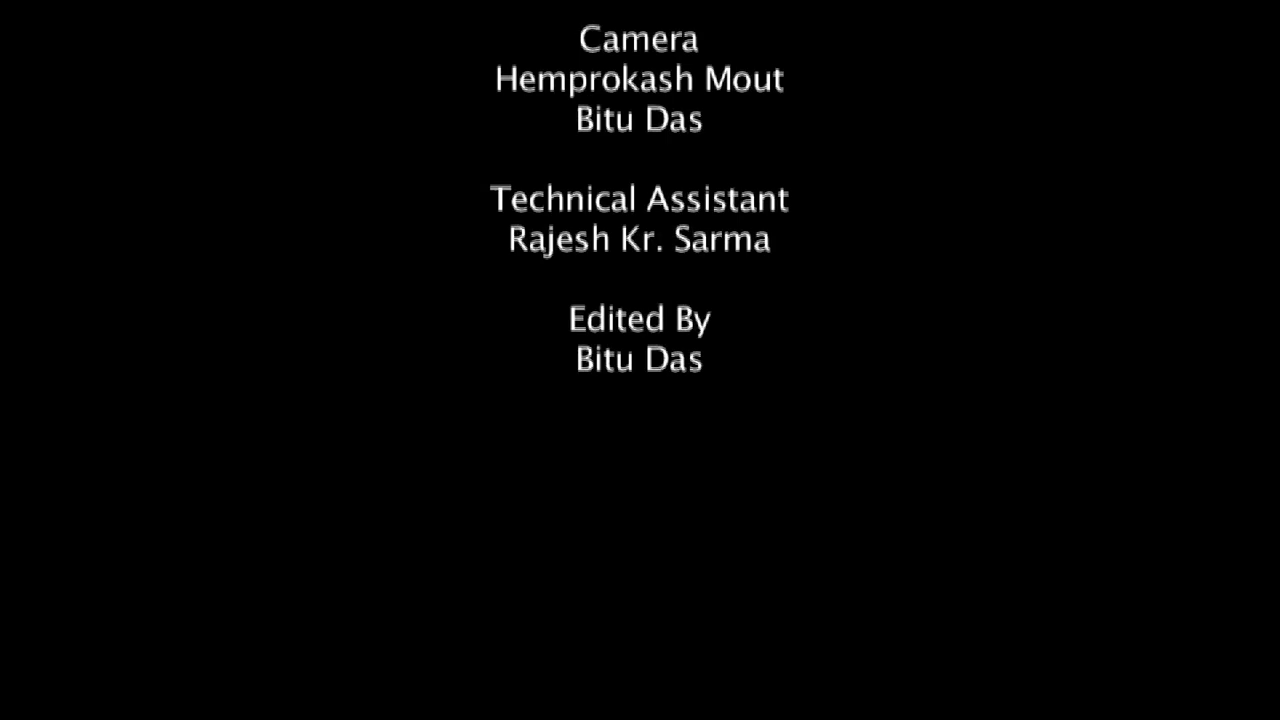 Camera
Hemprokash Mout
Bitu Das
Technical Assistant
Rajesh Kr. Sarma
Edited By
Bitu Das